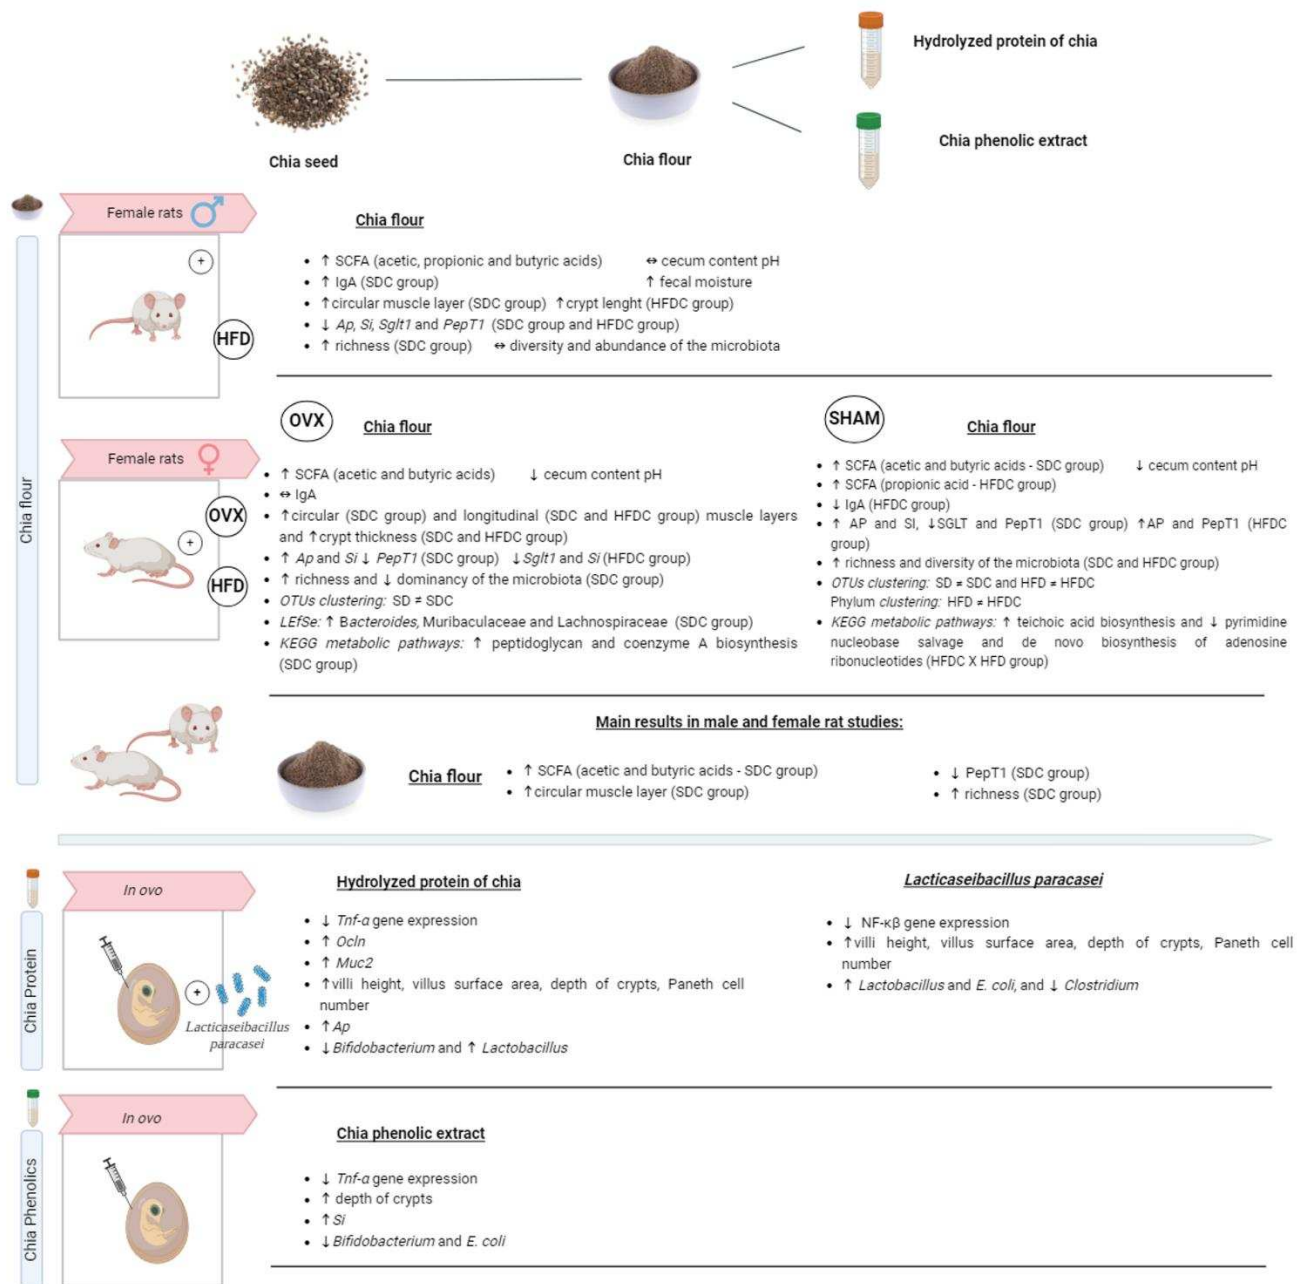 Hydrolyzed protein of chia
Chia phenolic extract
Chia seed
Chia flour
Chia flour
Female rats
+
HFD
Chia flour
• ↑ SCFA (acetic, propionic and butyric acids) ↔ cecum content pH
• ↑ IgA (SDC group) ↑ fecal moisture
• ↑circular muscle layer (SDC group) ↑crypt lenght (HFDC group)
• ↓ Ap, Si, Sglt1 and PepT1 (SDC group and HFDC group)
• ↑ richness (SDC group) ↔ diversity and abundance of the microbiota
Female rats
OVX
+
HFD
OVX
Chia flour
• ↑ SCFA (acetic and butyric acids) ↓ cecum content pH
• ↔ IgA
• ↑circular (SDC group) and longitudinal (SDC and HFDC group) muscle layers
and ↑crypt thickness (SDC and HFDC group)
• ↑ Ap and Si ↓ PepT1 (SDC group) ↓Sglt1 and Si (HFDC group)
• ↑ richness and ↓ dominancy of the microbiota (SDC group)
• OTUs clustering: SD ≠ SDC
• LEfSe: ↑ Bacteroides, Muribaculaceae and Lachnospiraceae (SDC group)
• KEGG metabolic pathways: ↑ peptidoglycan and coenzyme A biosynthesis
(SDC group)
SHAM
Chia flour
• ↑ SCFA (acetic and butyric acids - SDC group) ↓ cecum content pH
• ↑ SCFA (propionic acid - HFDC group)
• ↓ IgA (HFDC group)
• ↑ AP and SI, ↓SGLT and PepT1 (SDC group) ↑AP and PepT1 (HFDC
group)
• ↑ richness and diversity of the microbiota (SDC and HFDC group)
• OTUs clustering: SD ≠ SDC and HFD ≠ HFDC
Phylum clustering: HFD ≠ HFDC
• KEGG metabolic pathways: ↑ teichoic acid biosynthesis and ↓ pyrimidine
nucleobase salvage and de novo biosynthesis of adenosine
ribonucleotides (HFDC X HFD group)
Main results in male and female rat studies:
Chia flour
• ↑ SCFA (acetic and butyric acids - SDC group)
• ↑circular muscle layer (SDC group)
• ↓ PepT1 (SDC group)
• ↑ richness (SDC group)
Chia Protein
In ovo
+
Lacticaseibacillus
paracasei
Hydrolyzed protein of chia
• ↓ Tnf-α gene expression
• ↑ Ocln
• ↑ Muc2
• ↑villi height, villus surface area, depth of crypts, Paneth cell
number
• ↑Ap
• ↓Bifidobacterium and ↑ Lactobacillus
Lacticaseibacillus paracasei
• ↓ NF-κβ gene expression
• ↑villi height, villus surface area, depth of crypts, Paneth cell
number
• ↑ Lactobacillus and E. coli, and ↓ Clostridium
Chia Phenolics
In ovo
Chia phenolic extract
• ↓ Tnf-α gene expression
• ↑ depth of crypts
• ↑Si
• ↓Bifidobacterium and E. coli